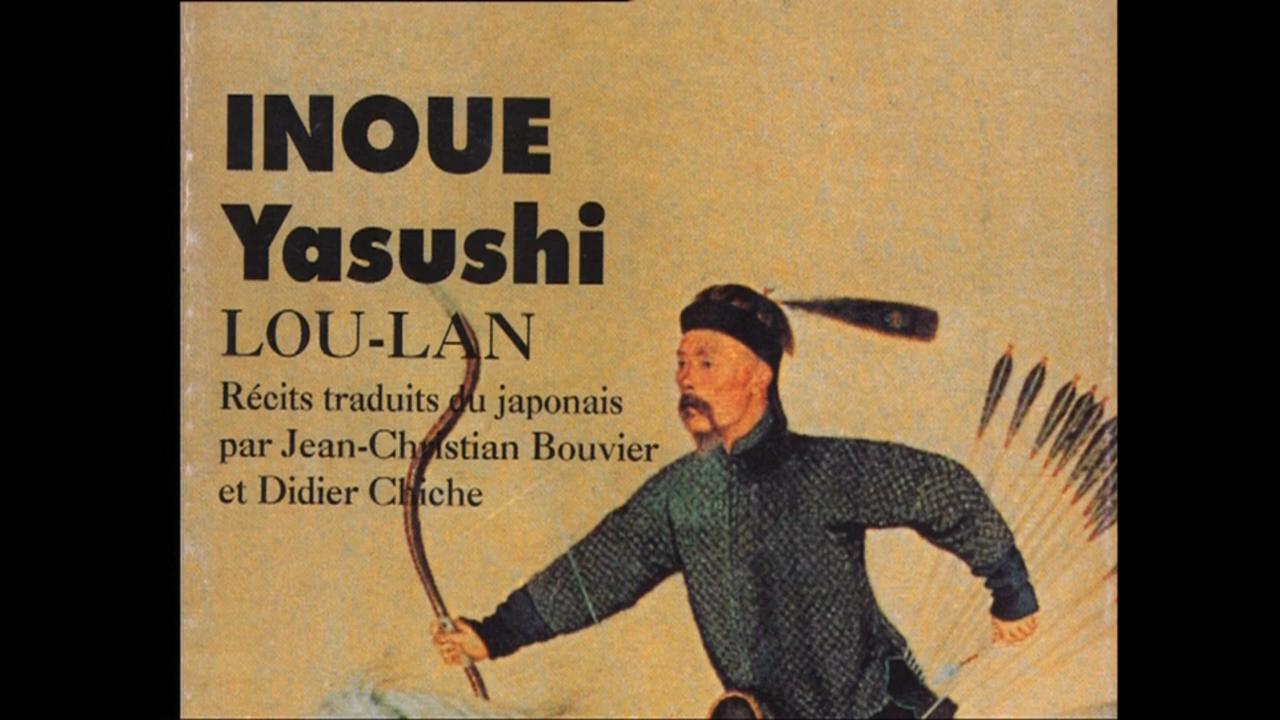 INOUE
Yasushi
LOU-LAN
Récits traduits du japonais
par Jean-Christian Bouvier
et Didier Chiche